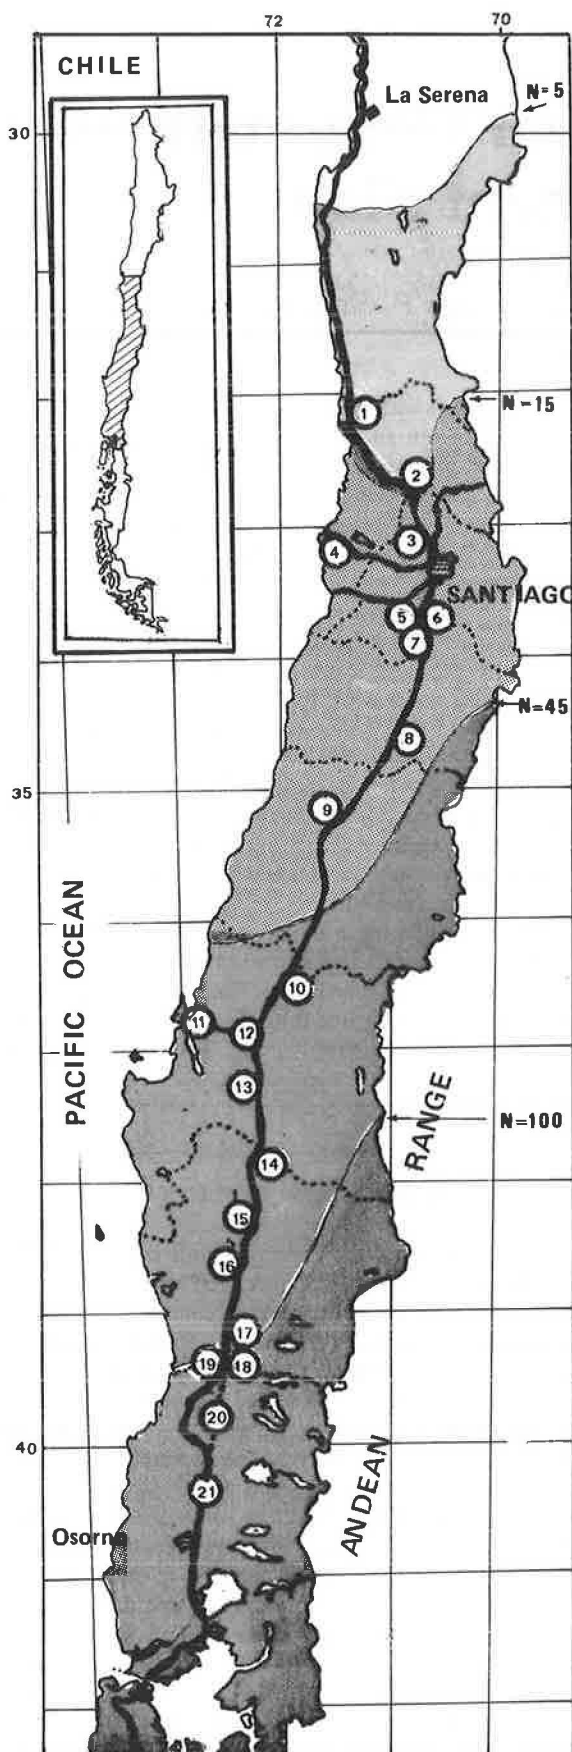 72
70
CHILE
La Serena
N=5
30
1
N=15
2
3
4
SANTIAGO
5
6
7
N=45
8
35
9
PACIFIC OCEAN
10
11
12
13
RANGE
N=100
14
15
16
17
19
18
20
40
ANDEAN
21
Osorno